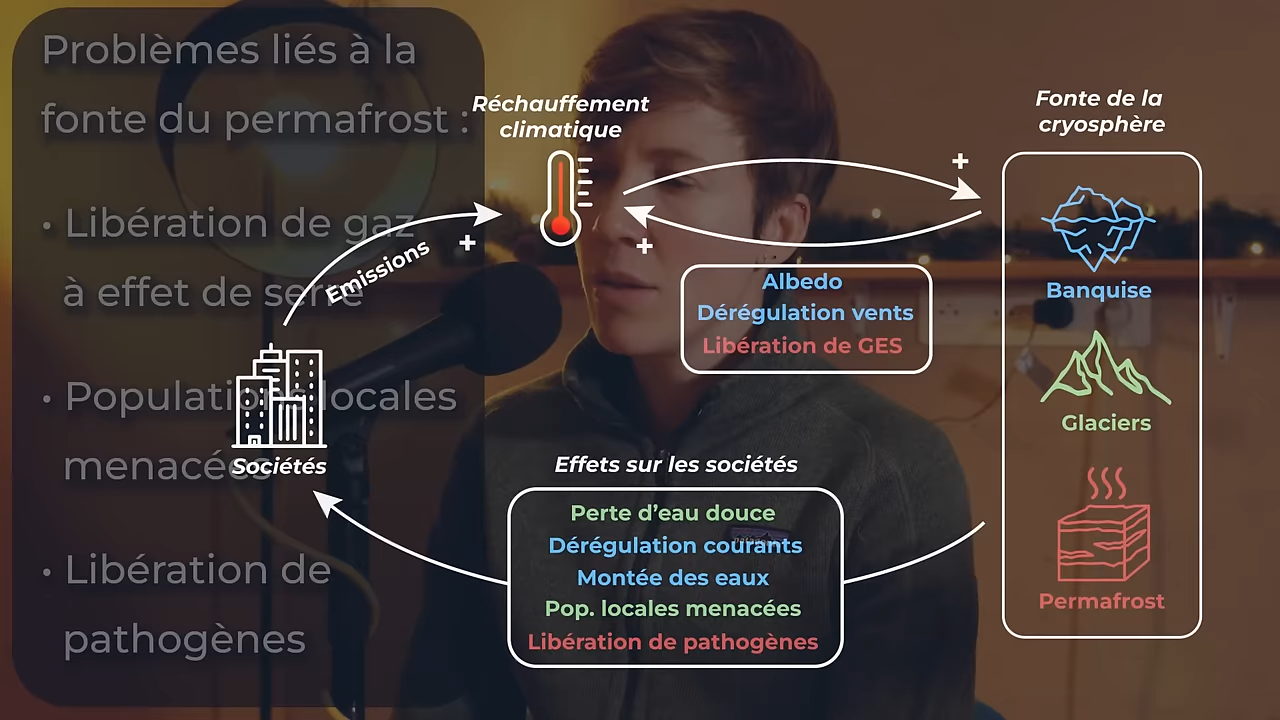 Problèmes liés à la
fonte du permafrost :
• Libération de gaz
à effet de serre
• Populations locales
menacées
• Libération de
pathogènes
Réchauffement
climatique
Emissions
+
Sociétés
+
+
Albedo
Dérégulation vents
Libération de GES
Fonte de la
cryosphère
Banquise
Glaciers
Permafrost
Effets sur les sociétés
Perte d’eau douce
Dérégulation courants
Montée des eaux
Pop. locales menacées
Libération de pathogènes